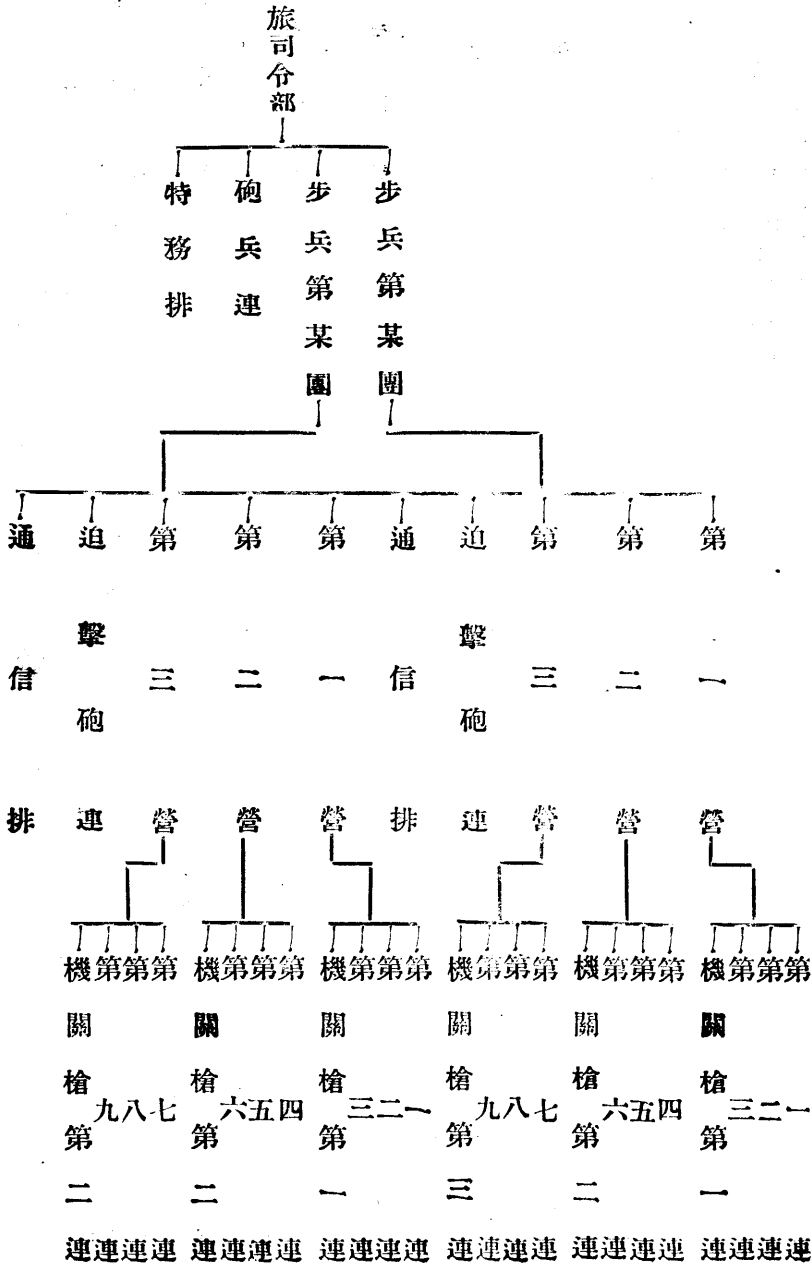 旅司令部
步兵第某團
步兵第某團
砲兵連
特務排
第一營
第二營
第三營
迫擊砲連
通信排
第一營
第二營
第三營
迫擊砲連
通信排
第一連
第二連
第三連
機關槍第一連
第四連
第五連
第六連
機關槍第二連
第七連
第八連
第九連
機關槍第三連
第一連
第二連
第三連
機關槍第一連
第四連
第五連
第六連
機關槍第二連
第七連
第八連
第九連
機關槍第二連